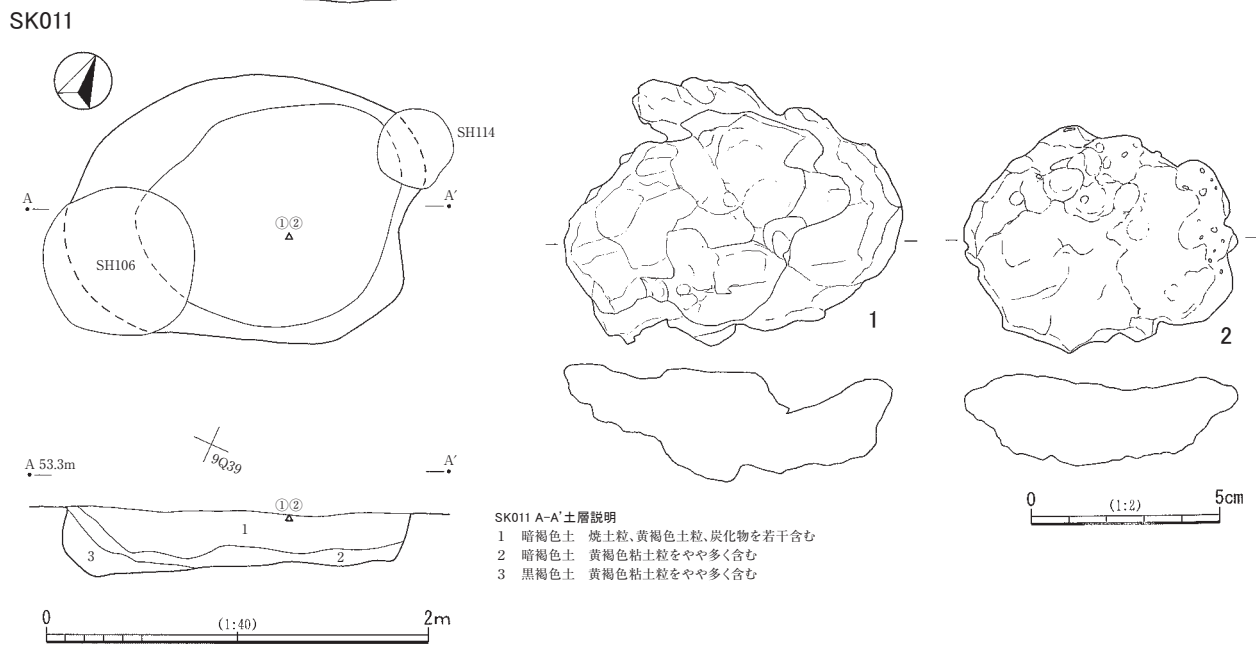 SK011
SH114
A
A′
①②
SH106
1
2
9Q39
A 53.3m
A′
①②
1
2
3
0 (1:2) 5cm
SK011 A-A'土層説明
1 暗褐色土 焼土粒、黄褐色土粒、炭化物を若干含む
2 暗褐色土 黄褐色粘土粒をやや多く含む
3 黒褐色土 黄褐色粘土粒をやや多く含む
0 (1:40) 2m